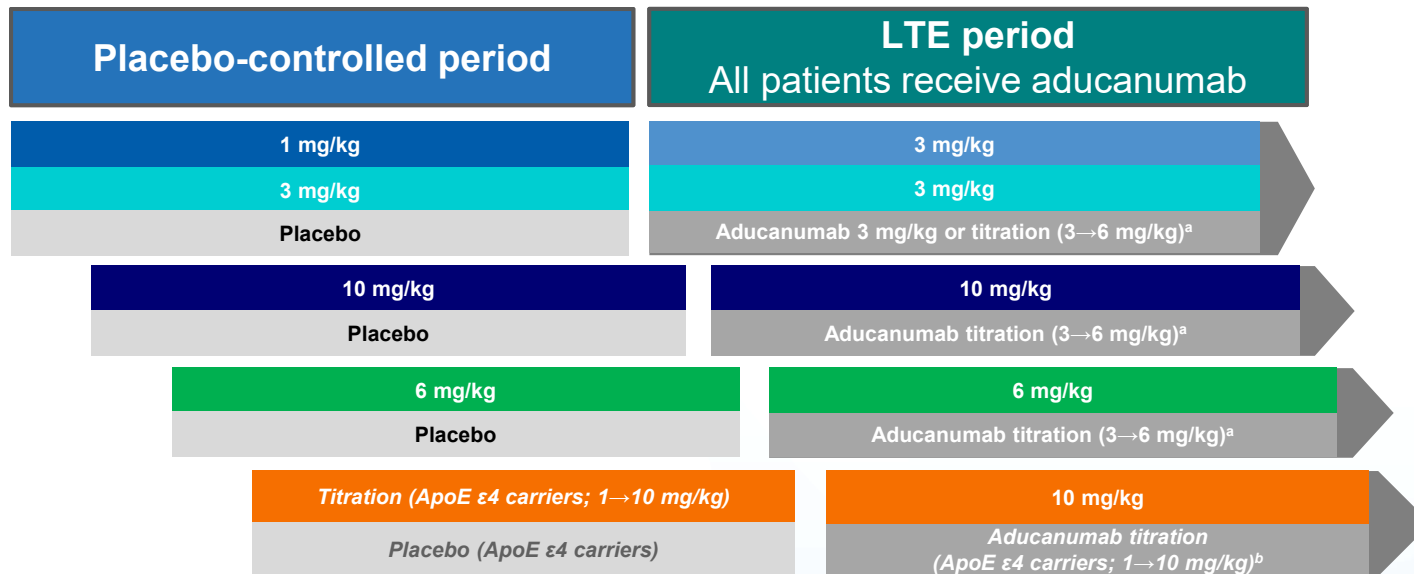 Placebo-controlled period
LTE period
All patients receive aducanumab
1 mg/kg
3 mg/kg
3 mg/kg
3 mg/kg
Placebo
Aducanumab 3 mg/kg or titration (3→6 mg/kg)ᵃ
10 mg/kg
10 mg/kg
Placebo
Aducanumab titration (3→6 mg/kg)ᵃ
6 mg/kg
6 mg/kg
Placebo
Aducanumab titration (3→6 mg/kg)ᵃ
Titration (ApoE ε4 carriers; 1→10 mg/kg)
10 mg/kg
Placebo (ApoE ε4 carriers)
Aducanumab titration
(ApoE ε4 carriers; 1→10 mg/kg)ᵇ